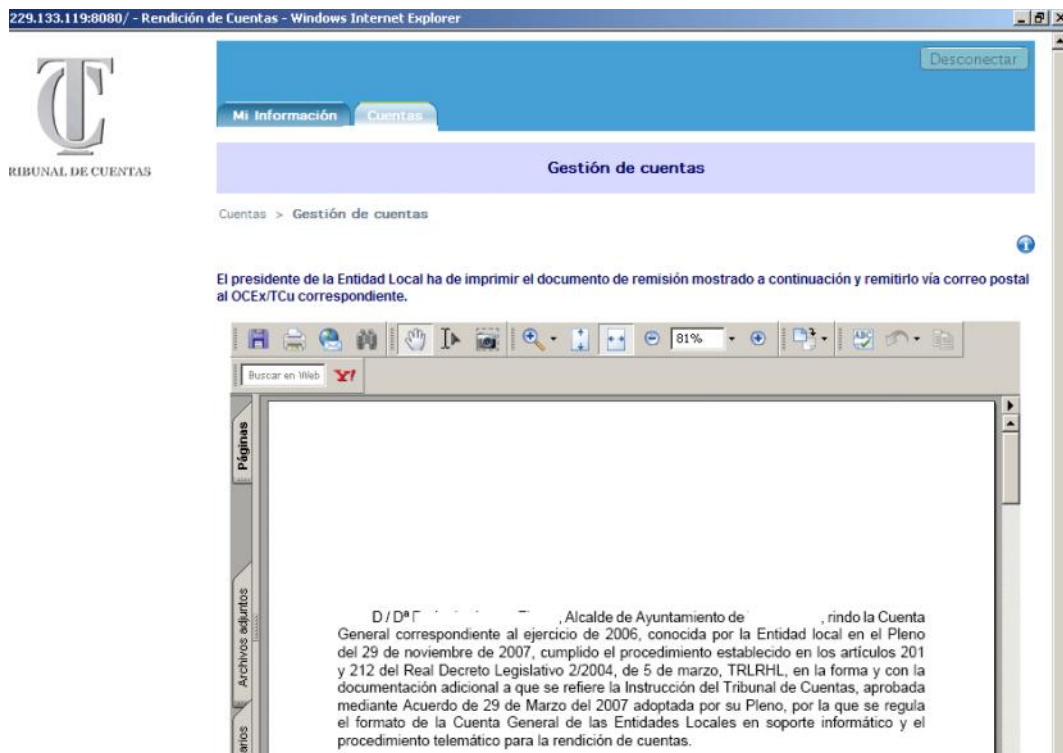 229.133.119:8080/ - Rendición de Cuentas - Windows Internet Explorer
Desconectar
Mi Información Cuentas
TC
RIBUNAL DE CUENTAS
Gestión de cuentas
Cuentas > Gestión de cuentas
El presidente de la Entidad Local ha de imprimir el documento de remisión mostrado a continuación y remitirlo vía correo postal
al OCEx/TCu correspondiente.
81%
Buscar en Web Y!
Páginas
Archivos adjuntos
arios
D / Dª , Alcalde de Ayuntamiento de , rindo la Cuenta
General correspondiente al ejercicio de 2006, conocida por la Entidad local en el Pleno
del 29 de noviembre de 2007, cumplido el procedimiento establecido en los artículos 201
y 212 del Real Decreto Legislativo 2/2004, de 5 de marzo, TRLRHL, en la forma y con la
documentación adicional a que se refiere la Instrucción del Tribunal de Cuentas, aprobada
mediante Acuerdo de 29 de Marzo del 2007 adoptada por su Pleno, por la que se regula
el formato de la Cuenta General de las Entidades Locales en soporte informático y el
procedimiento telemático para la rendición de cuentas.